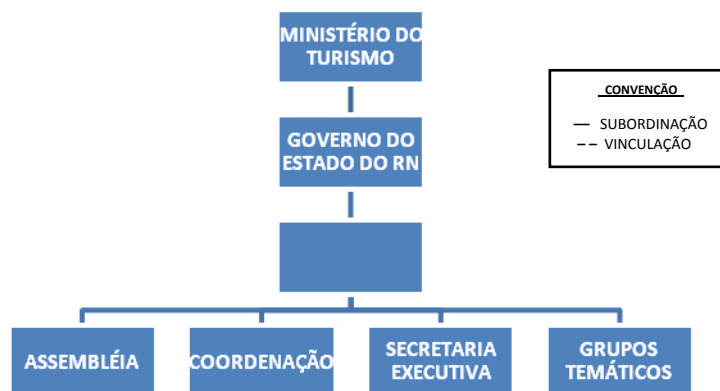 MINISTÉRIO DO
TURISMO
CONVENÇÃO
— SUBORDINAÇÃO
-- VINCULAÇÃO
GOVERNO DO
ESTADO DO RN
ASSEMBLÉIA
COORDENAÇÃO
SECRETARIA
EXECUTIVA
GRUPOS
TEMÁTICOS